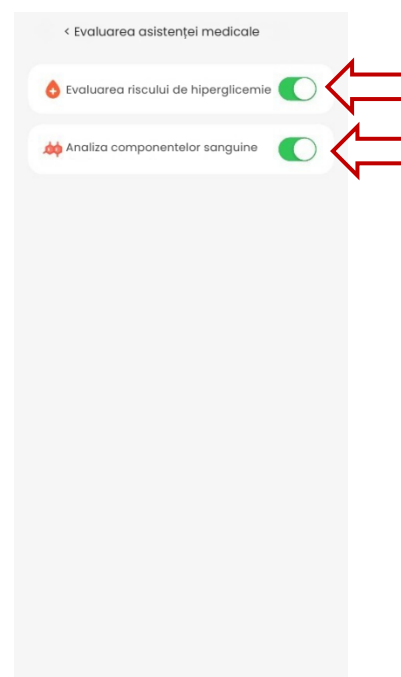 < Evaluarea asistenței medicale
Evaluarea riscului de hiperglicemie
Analiza componentelor sanguine